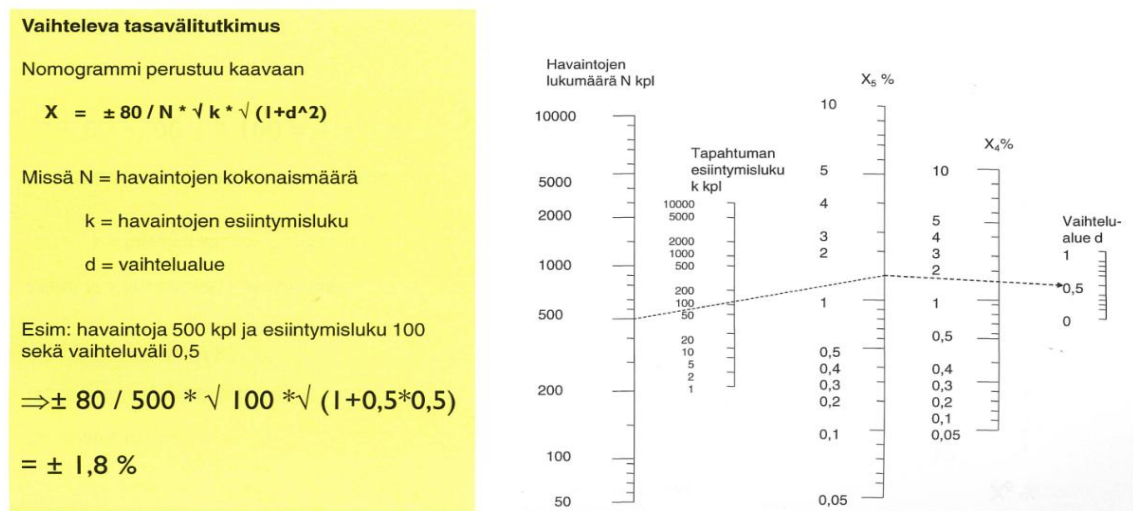 Vaihteleva tasavälitutkimus
Nomogrammi perustuu kaavaan
X = ± 80 / N * √ k * √ (1+d^2)
Missä N = havaintojen kokonaismäärä
k = havaintojen esiintymisluku
d = vaihtelualue
Esim: havaintoja 500 kpl ja esiintymisluku 100
sekä vaihteluväli 0,5
⇒± 80 / 500 * √ 100 *√ (1+0,5*0,5)
= ± 1,8 %
Havaintojen
lukumäärä N kpl
10000
5000
2000
1000
500
200
100
50
Tapahtuman
esiintymisluku
k kpl
10000
5000
2000
1000
500
200
100
50
20
10
5
2
1
X₅ %
10
5
4
3
2
1
0,5
0,4
0,3
0,2
0,1
0,05
X₄%
10
5
4
3
2
1
0,5
0,4
0,3
0,2
0,1
0,05
Vaihtelu-
alue d
1
0,5
0